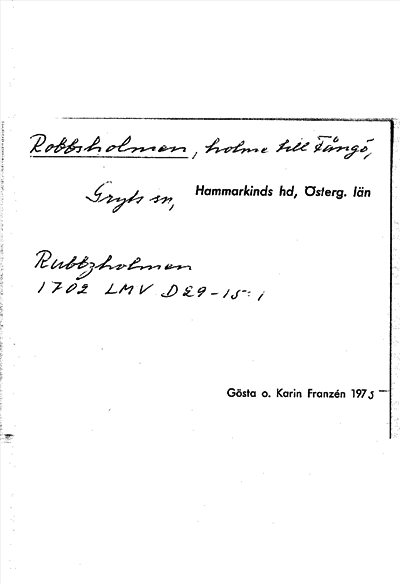 Robbsholmen, holme till Fångö,
Gryts sn, Hammarkinds hd, Österg. län
Rubbzholmen
1702 LMV D29-15:1
Gösta o. Karin Franzén 1975